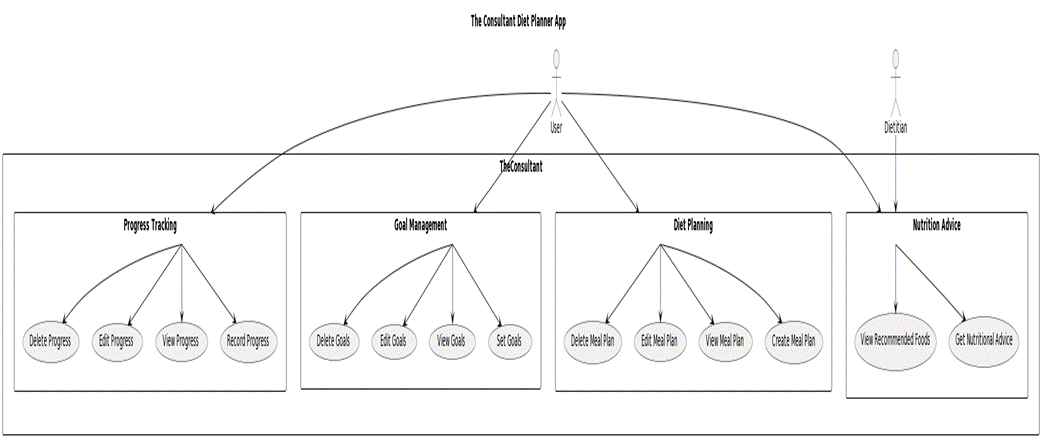 The Consultant Diet Planner App
User
Dietitian
TheConsultant
Progress Tracking
Goal Management
Diet Planning
Nutrition Advice
Delete Progress
Edit Progress
View Progress
Record Progress
Delete Goals
Edit Goals
View Goals
Set Goals
Delete Meal Plan
Edit Meal Plan
View Meal Plan
Create Meal Plan
View Recommended Foods
Get Nutritional Advice